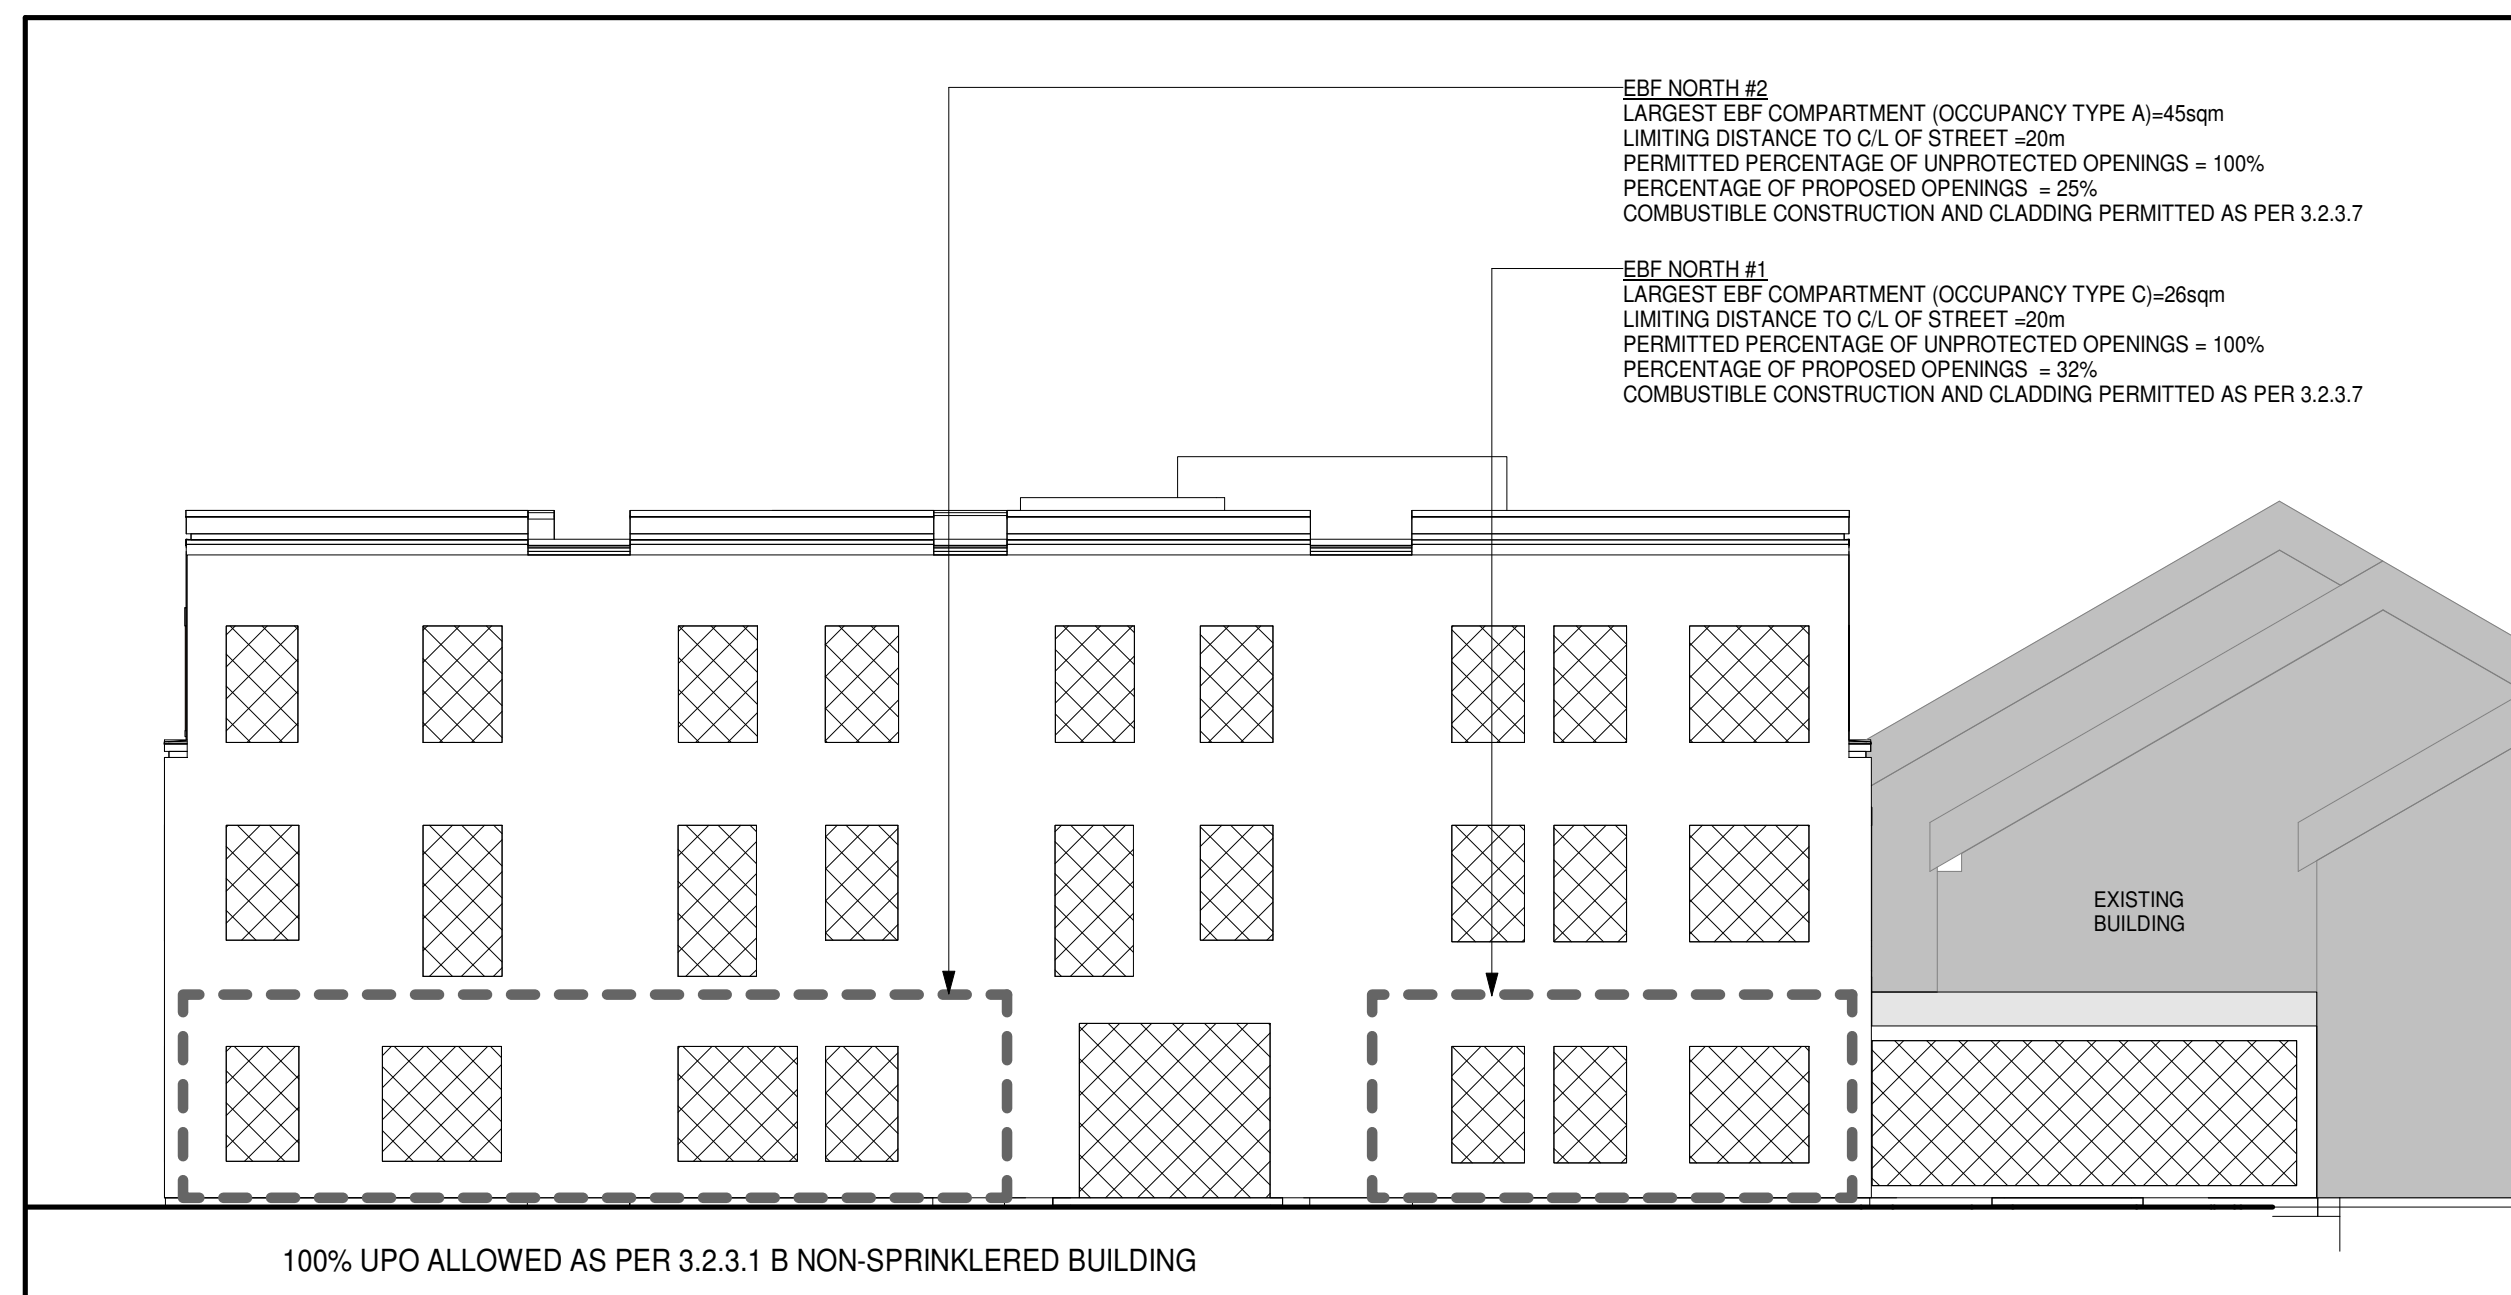 EBF NORTH #2
LARGEST EBF COMPARTMENT (OCCUPANCY TYPE A)=45sqm
LIMITING DISTANCE TO C/L OF STREET =20m
PERMITTED PERCENTAGE OF UNPROTECTED OPENINGS = 100%
PERCENTAGE OF PROPOSED OPENINGS = 25%
COMBUSTIBLE CONSTRUCTION AND CLADDING PERMITTED AS PER 3.2.3.7
EBF NORTH #1
LARGEST EBF COMPARTMENT (OCCUPANCY TYPE C)=26sqm
LIMITING DISTANCE TO C/L OF STREET =20m
PERMITTED PERCENTAGE OF UNPROTECTED OPENINGS = 100%
PERCENTAGE OF PROPOSED OPENINGS = 32%
COMBUSTIBLE CONSTRUCTION AND CLADDING PERMITTED AS PER 3.2.3.7
EXISTING
BUILDING
100% UPO ALLOWED AS PER 3.2.3.1 B NON-SPRINKLERED BUILDING